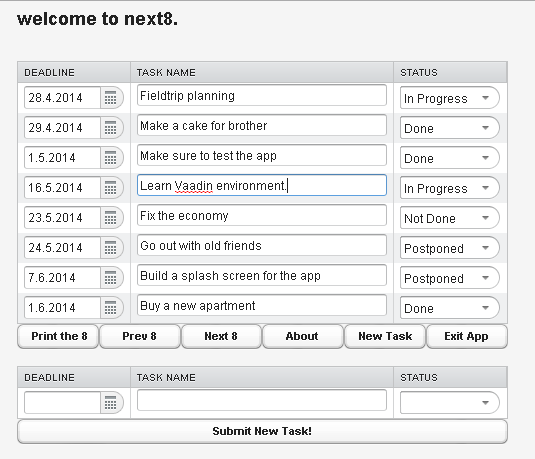 welcome to next8.
DEADLINE TASK NAME STATUS
28.4.2014 Fieldtrip planning In Progress
29.4.2014 Make a cake for brother Done
1.5.2014 Make sure to test the app Done
16.5.2014 Learn Vaadin environment. In Progress
23.5.2014 Fix the economy Not Done
24.5.2014 Go out with old friends Postponed
7.6.2014 Build a splash screen for the app Postponed
1.6.2014 Buy a new apartment Done
Print the 8 Prev 8 Next 8 About New Task Exit App
DEADLINE TASK NAME STATUS
Submit New Task!